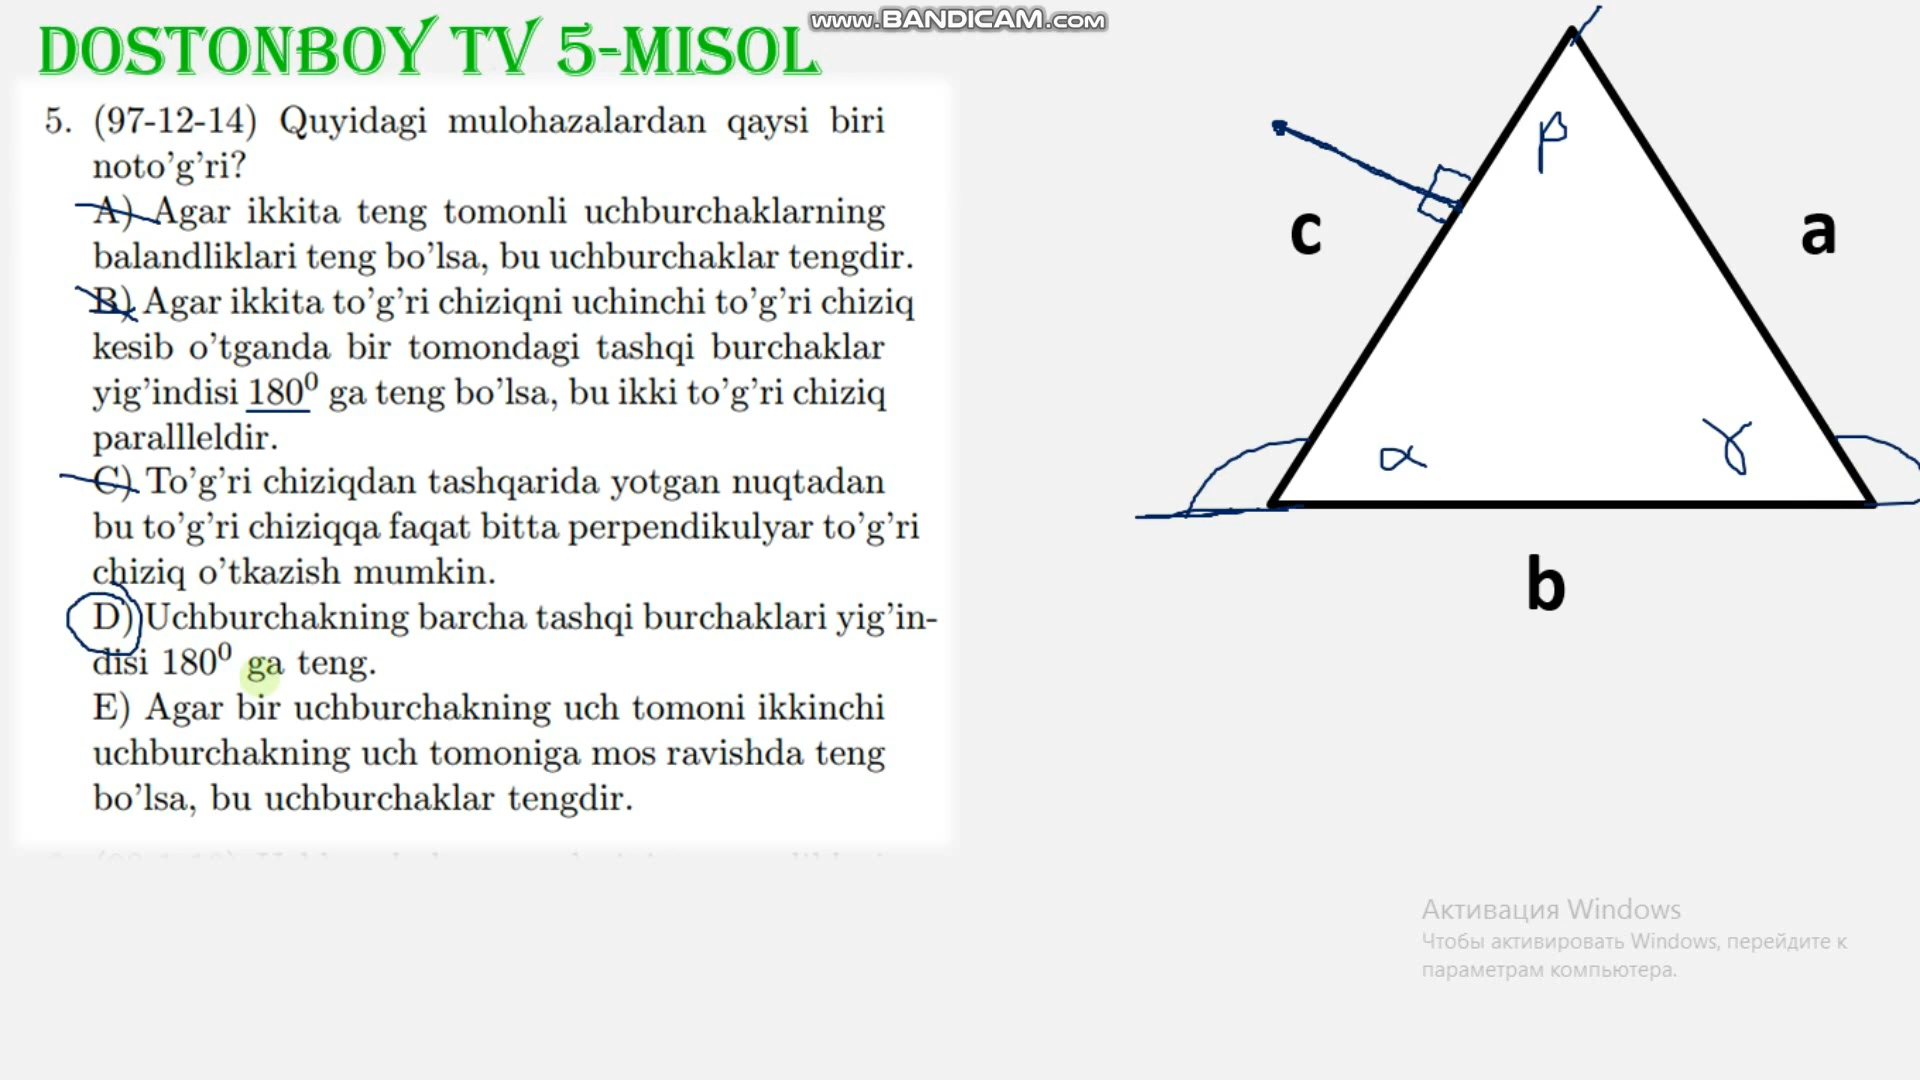 www.BANDICAM.com
DOSTONBOY TV 5-MISOL
5. (97-12-14) Quyidagi mulohazalardan qaysi biri
noto'g'ri?
A) Agar ikkita teng tomonli uchburchaklarning
balandliklari teng bo'lsa, bu uchburchaklar tengdir.
B) Agar ikkita to'g'ri chiziqni uchinchi to'g'ri chiziq
kesib o'tganda bir tomondagi tashqi burchaklar
yig'indisi 180⁰ ga teng bo'lsa, bu ikki to'g'ri chiziq
parallleldir.
C) To'g'ri chiziqdan tashqarida yotgan nuqtadan
bu to'g'ri chiziqqa faqat bitta perpendikulyar to'g'ri
chiziq o'tkazish mumkin.
D) Uchburchakning barcha tashqi burchaklari yig'in-
disi 180⁰ ga teng.
E) Agar bir uchburchakning uch tomoni ikkinchi
uchburchakning uch tomoniga mos ravishda teng
bo'lsa, bu uchburchaklar tengdir.
β
c
a
α
γ
b
Активация Windows
Чтобы активировать Windows, перейдите к
параметрам компьютера.